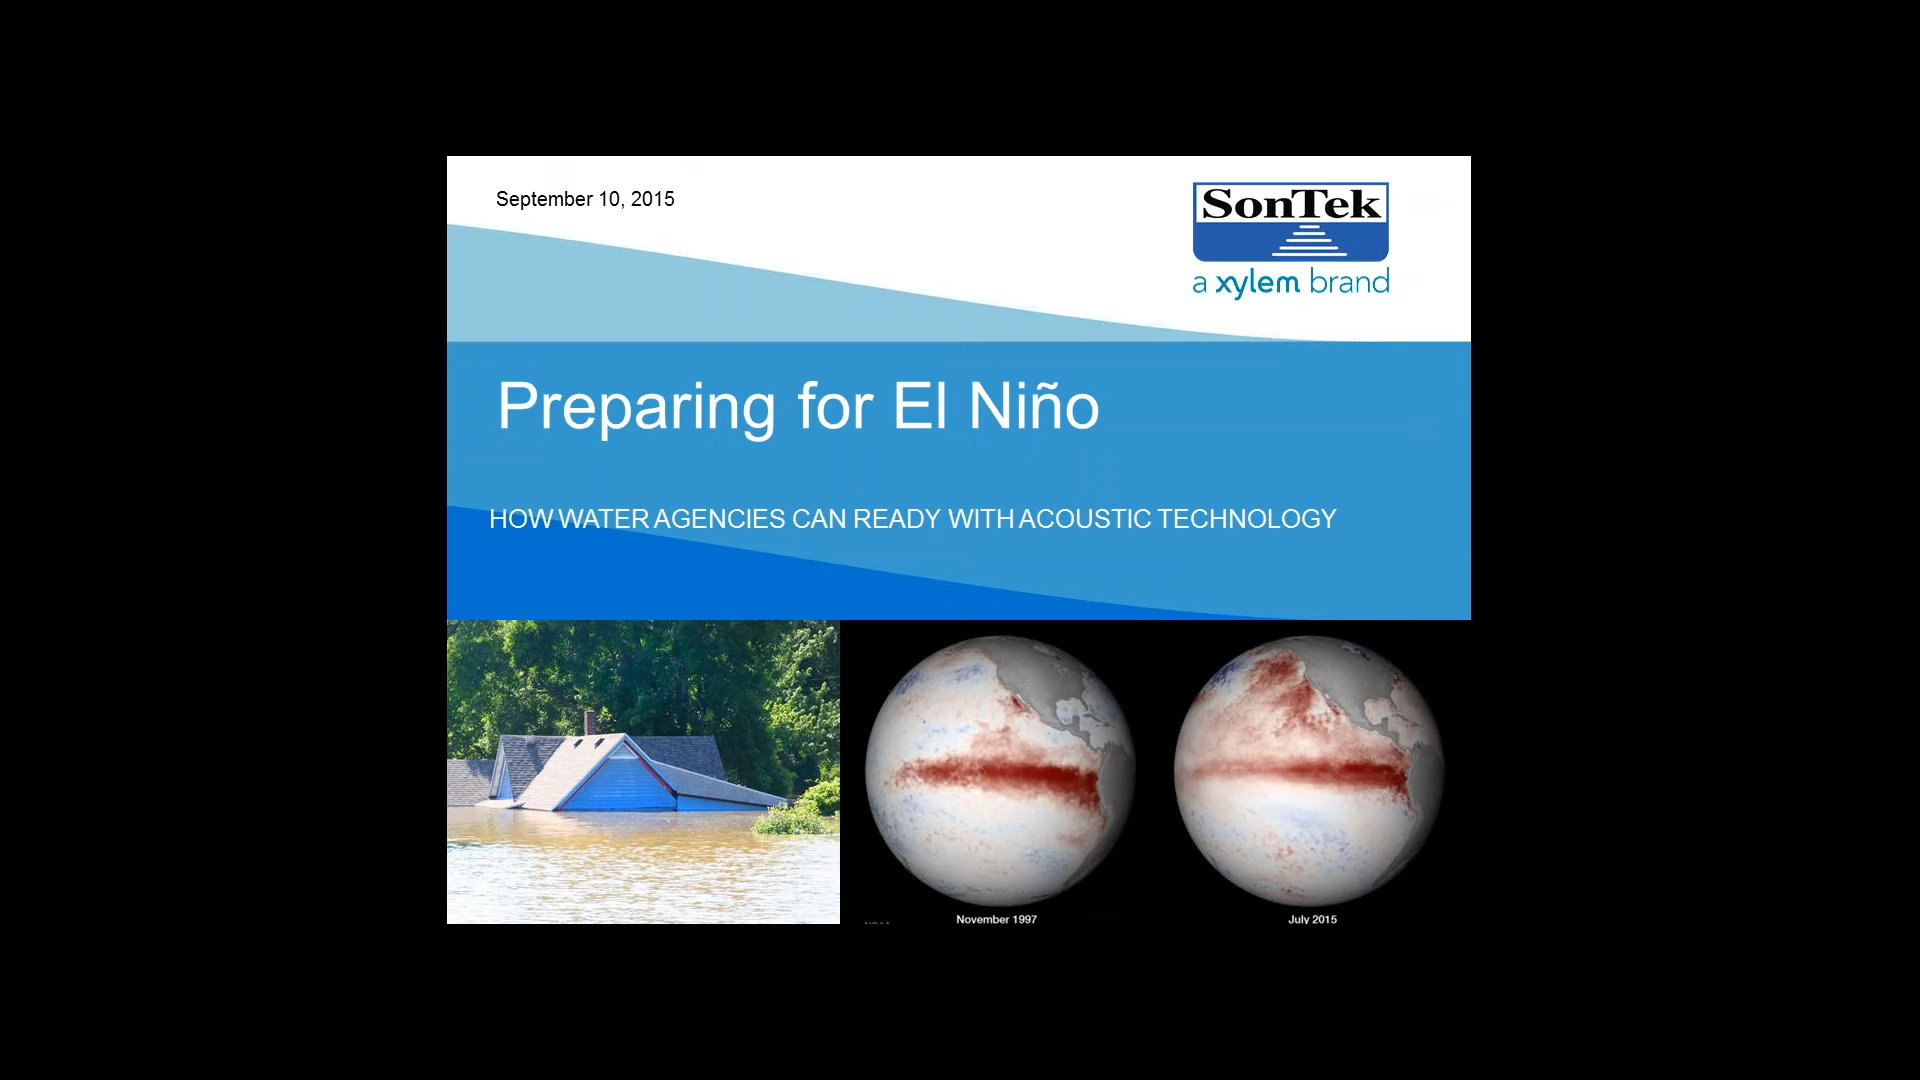 September 10, 2015
SonTek
a xylem brand
Preparing for El Niño
HOW WATER AGENCIES CAN READY WITH ACOUSTIC TECHNOLOGY
November 1997
July 2015